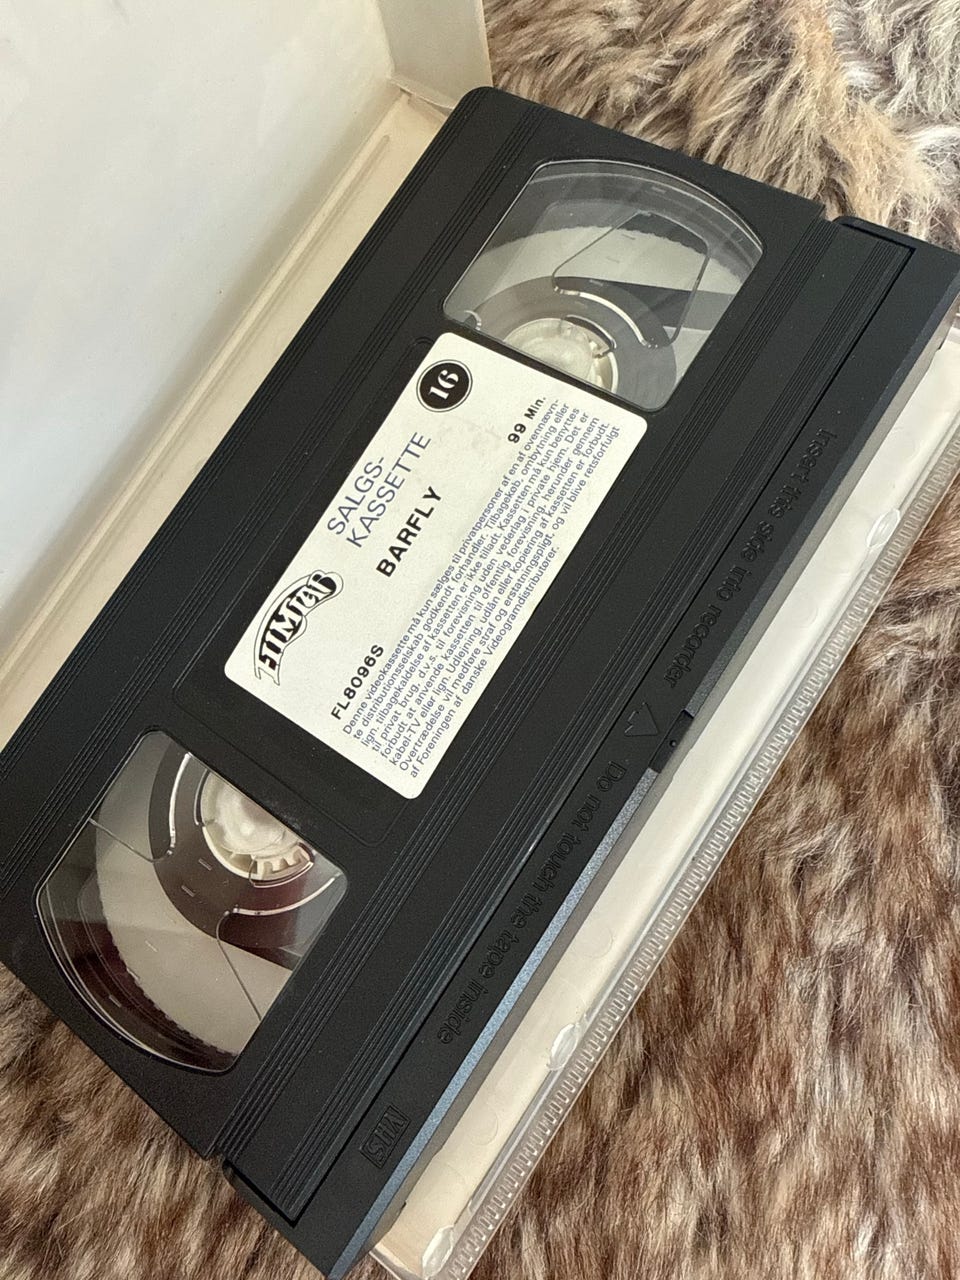 FILMLAB
SALGS-
KASSETTE
16
BARFLY
FL8096S
99 Min.
Denne videokassette må kun sælges til privatpersoner af en af ovennævn-
te distributionsselskab godkendt forhandler. Tilbagekøb, ombytning eller
lign. tilbagekaldelse af kassetten er ikke tilladt. Kassetten må kun benyttes
til privat brug, d.v.s. til forevisning uden vederlag i private hjem. Det er
forbudt at anvende kassetten til offentlig forevisning, herunder gennem
kabel-TV eller lign. Udlejning, udlån eller kopiering af kassetten er forbudt.
Overtrædelse vil medføre straf og erstatningspligt, og vil blive retsforfulgt
af Foreningen af danske Videogramdistributører.
Insert this side into recorder
Do not touch the tape inside
VHS